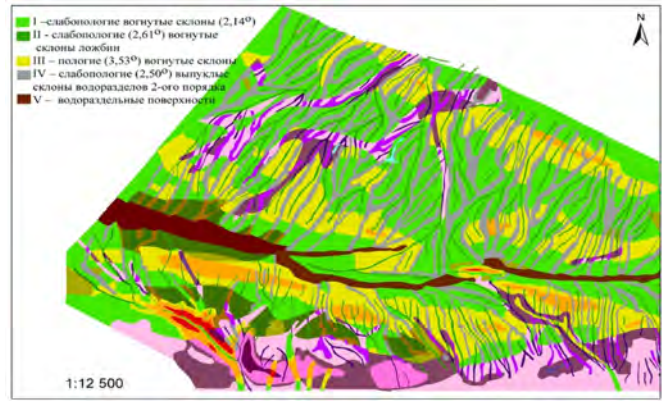 I –слабопологие вогнутые склоны (2,14⁰)
II - слабопологие (2,61⁰) вогнутые
склоны ложбин
III – пологие (3,53⁰) вогнутые склоны
IV – слабопологие (2,50⁰) выпуклые
склоны водоразделов 2-ого порядка
V – водораздельные поверхности
N
1:12 500